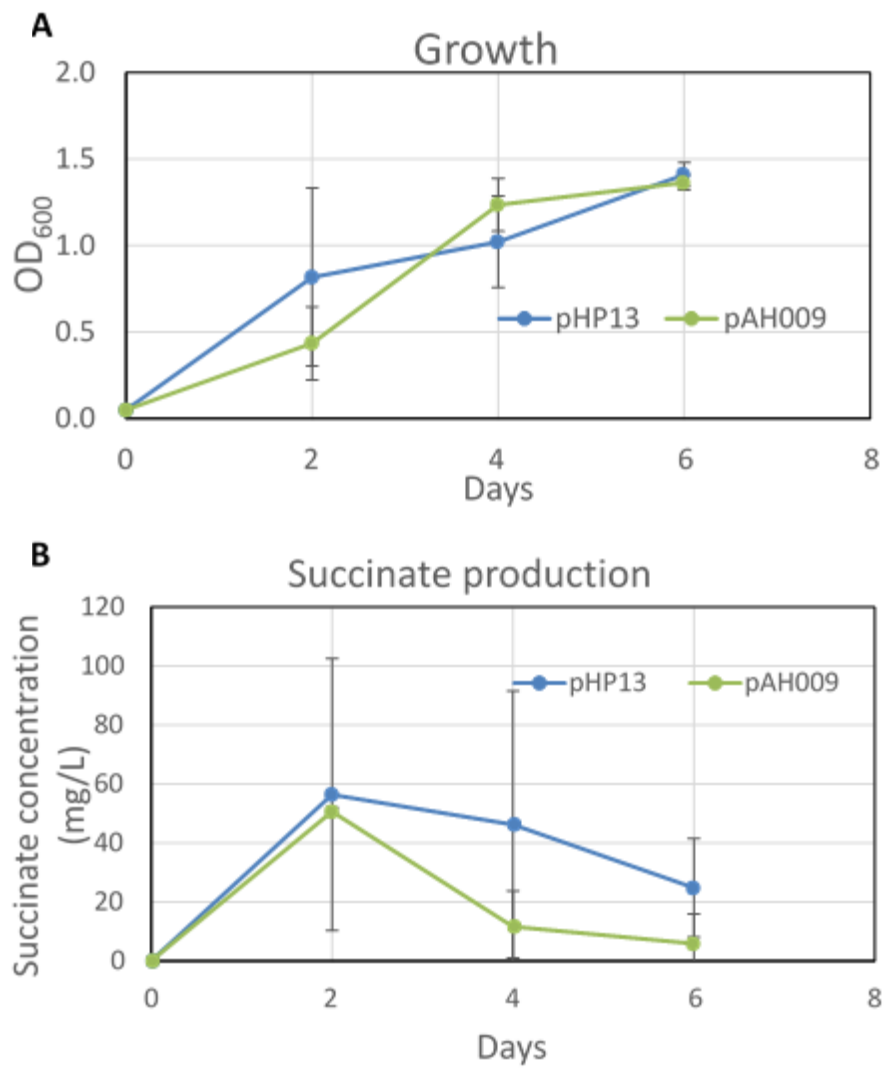 A
Growth
2.0
1.5
1.0
0.5
0.0
OD600
pHP13 pAH009
0 2 4 6 8
Days
B
Succinate production
120
100
80
60
40
20
0
Succinate concentration
(mg/L)
pHP13 pAH009
0 2 4 6 8
Days